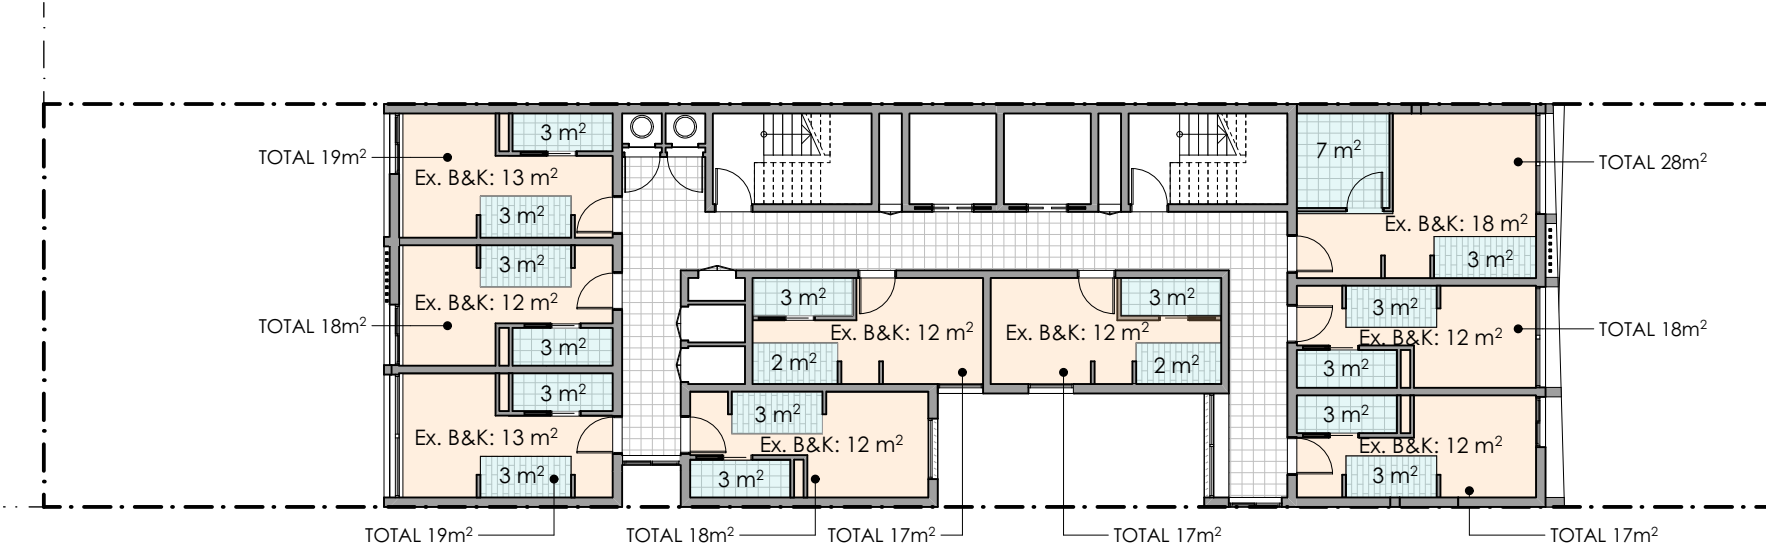 3 m²
7 m²
TOTAL 19m²
TOTAL 28m²
Ex. B&K: 13 m²
3 m²
Ex. B&K: 18 m²
3 m²
3 m²
3 m²
3 m²
3 m²
Ex. B&K: 12 m²
TOTAL 18m²
TOTAL 18m²
Ex. B&K: 12 m²
Ex. B&K: 12 m²
Ex. B&K: 12 m²
3 m²
2 m²
2 m²
3 m²
3 m²
3 m²
3 m²
Ex. B&K: 13 m²
Ex. B&K: 12 m²
Ex. B&K: 12 m²
3 m²
3 m²
3 m²
TOTAL 19m²
TOTAL 18m²
TOTAL 17m²
TOTAL 17m²
TOTAL 17m²